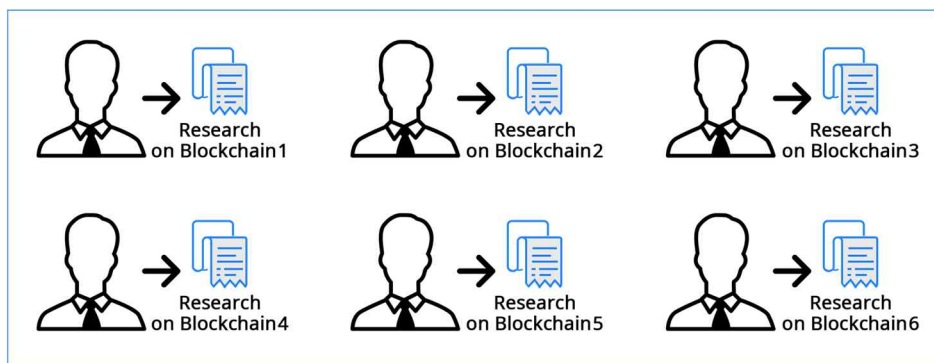 Research
on Blockchain1
Research
on Blockchain2
Research
on Blockchain3
Research
on Blockchain4
Research
on Blockchain5
Research
on Blockchain6